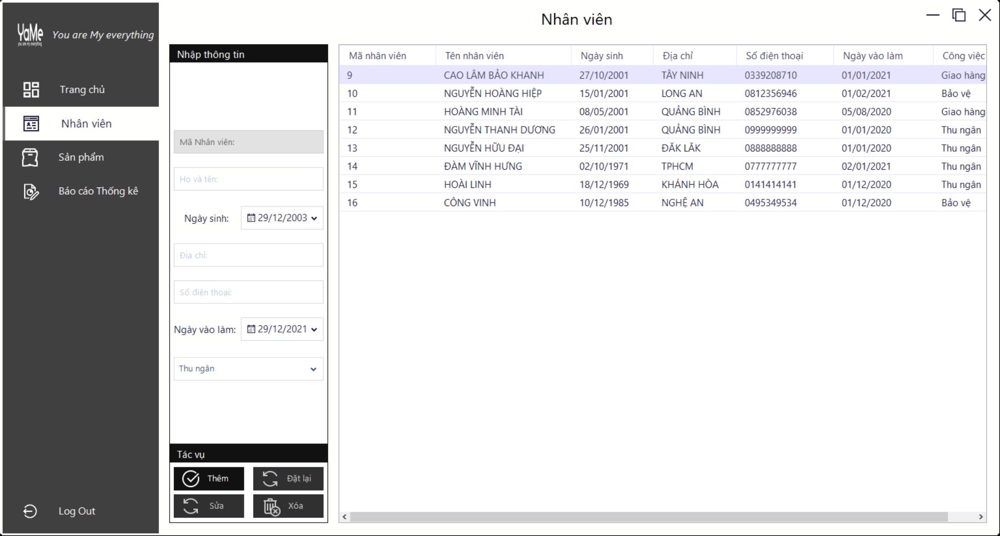 Nhân viên
YaMe
you are my everything
You are My everything
Trang chủ
Nhân viên
Sản phẩm
Báo cáo Thống kê
Log Out
Nhập thông tin
Mã Nhân viên:
Họ và tên:
Ngày sinh: 29/12/2003
Địa chỉ:
Số điện thoại:
Ngày vào làm: 29/12/2021
Thu ngân
Tác vụ
Thêm Đặt lại
Sửa Xóa
Mã nhân viên Tên nhân viên Ngày sinh Địa chỉ Số điện thoại Ngày vào làm Công việc
9 CAO LÂM BẢO KHANH 27/10/2001 TÂY NINH 0339208710 01/01/2021 Giao hàng
10 NGUYỄN HOÀNG HIỆP 15/01/2001 LONG AN 0812356946 01/02/2021 Bảo vệ
11 HOÀNG MINH TÀI 08/05/2001 QUẢNG BÌNH 0852976038 05/08/2020 Giao hàng
12 NGUYỄN THANH DƯƠNG 26/01/2001 QUẢNG BÌNH 0999999999 01/01/2020 Thu ngân
13 NGUYỄN HỮU ĐẠI 25/11/2001 ĐĂK LĂK 0888888888 01/01/2020 Thu ngân
14 ĐÀM VĨNH HƯNG 02/10/1971 TPHCM 0777777777 02/01/2021 Thu ngân
15 HOÀI LINH 18/12/1969 KHÁNH HÒA 0141414141 01/12/2020 Thu ngân
16 CÔNG VINH 10/12/1985 NGHỆ AN 0495349534 01/12/2020 Bảo vệ